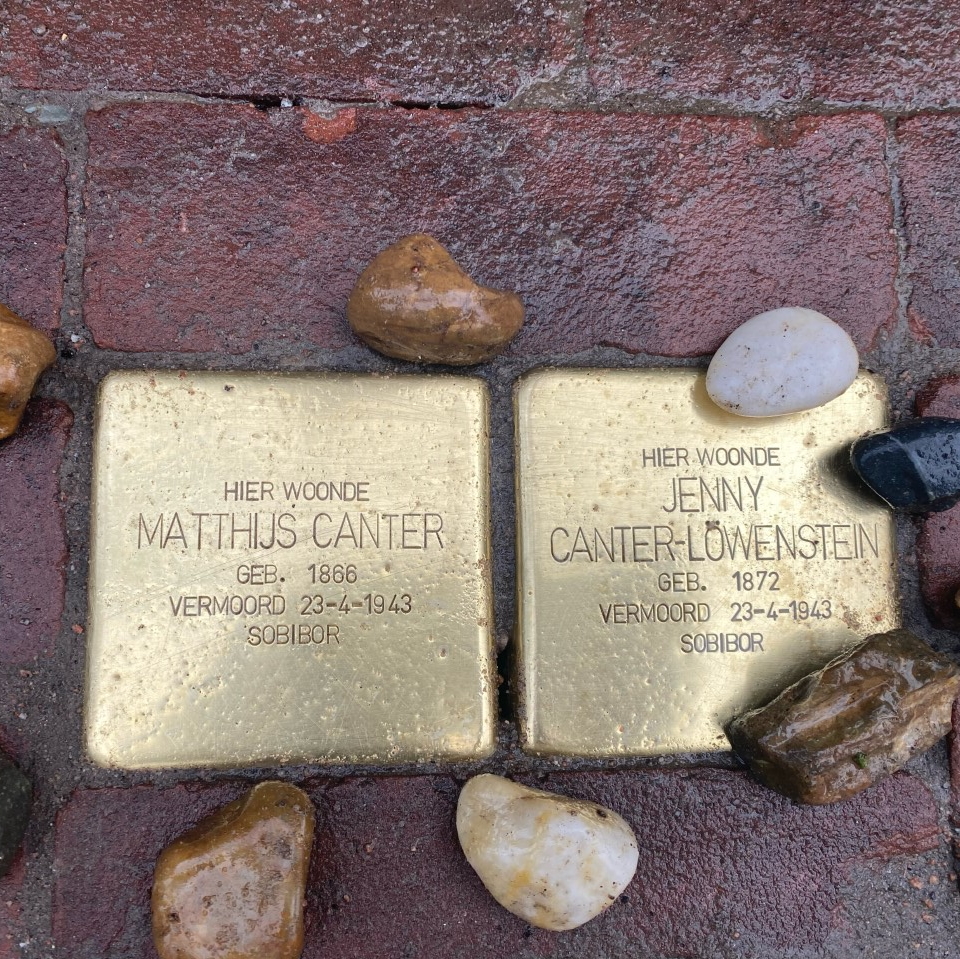 HIER WOONDE
MATTHIJS CANTER
GEB. 1866
VERMOORD 23-4-1943
SOBIBOR
HIER WOONDE
JENNY
CANTER-LÖWENSTEIN
GEB. 1872
VERMOORD 23-4-1943
SOBIBOR